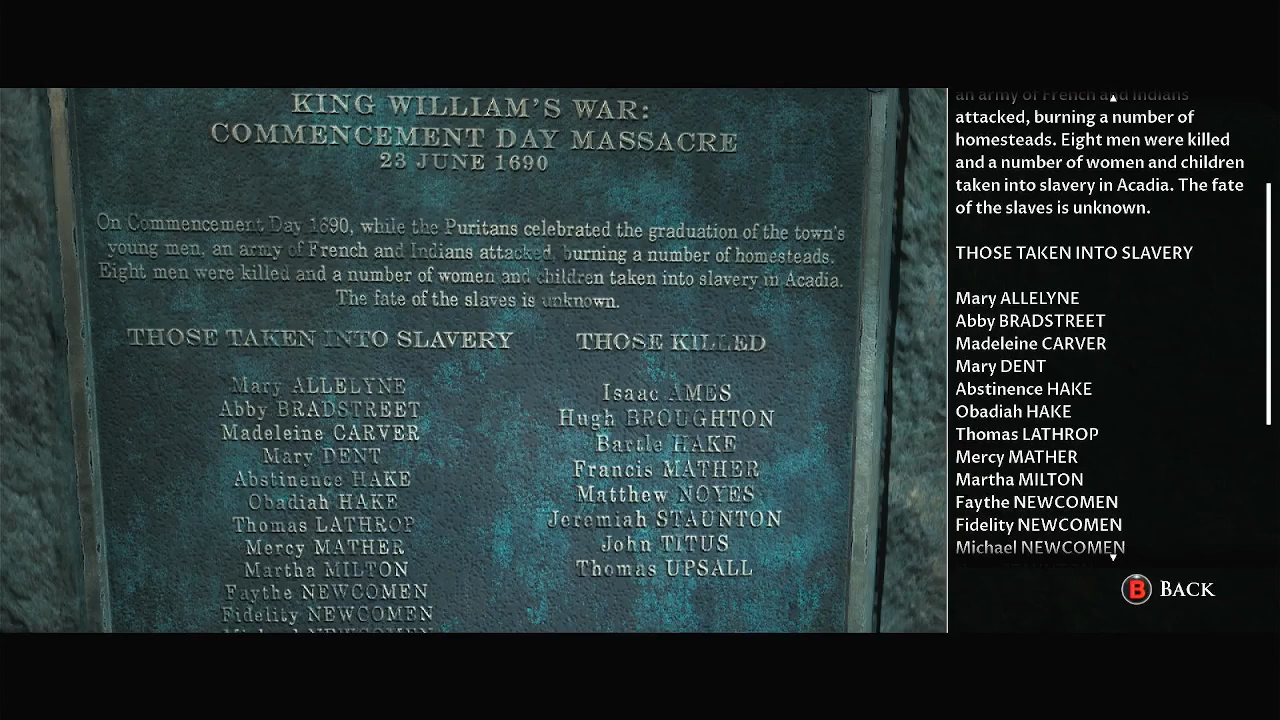 KING WILLIAM'S WAR:
COMMENCEMENT DAY MASSACRE
23 JUNE 1690
On Commencement Day 1690, while the Puritans celebrated the graduation of the town's
young men, an army of French and Indians attacked, burning a number of homesteads.
Eight men were killed and a number of women and children taken into slavery in Acadia.
The fate of the slaves is unknown.
THOSE TAKEN INTO SLAVERY
Mary ALLELYNE
Abby BRADSTREET
Madeleine CARVER
Mary DENT
Abstinence HAKE
Obadiah HAKE
Thomas LATHROP
Mercy MATHER
Martha MILTON
Faythe NEWCOMEN
Fidelity NEWCOMEN
Michael NEWCOMEN
THOSE KILLED
Isaac AMES
Hugh BROUGHTON
Bartle HAKE
Francis MATHER
Matthew NOYES
Jeremiah STAUNTON
John TITUS
Thomas UPSALL
an army of French and Indians
attacked, burning a number of
homesteads. Eight men were killed
and a number of women and children
taken into slavery in Acadia. The fate
of the slaves is unknown.
THOSE TAKEN INTO SLAVERY
Mary ALLELYNE
Abby BRADSTREET
Madeleine CARVER
Mary DENT
Abstinence HAKE
Obadiah HAKE
Thomas LATHROP
Mercy MATHER
Martha MILTON
Faythe NEWCOMEN
Fidelity NEWCOMEN
Michael NEWCOMEN
B BACK